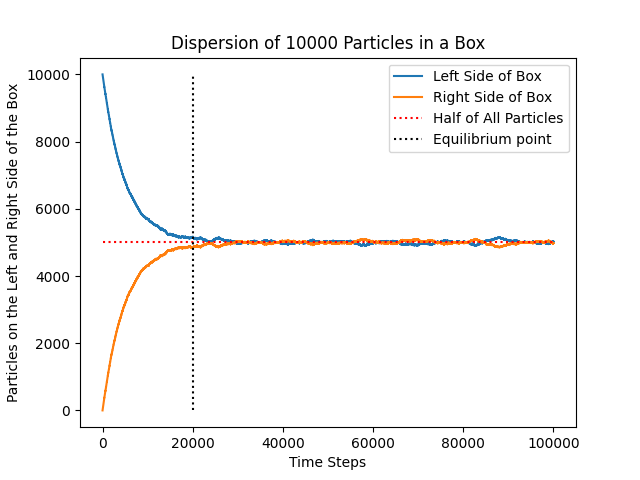 Dispersion of 10000 Particles in a Box
Particles on the Left and Right Side of the Box
10000
8000
6000
4000
2000
0
Left Side of Box
Right Side of Box
Half of All Particles
Equilibrium point
0 20000 40000 60000 80000 100000
Time Steps